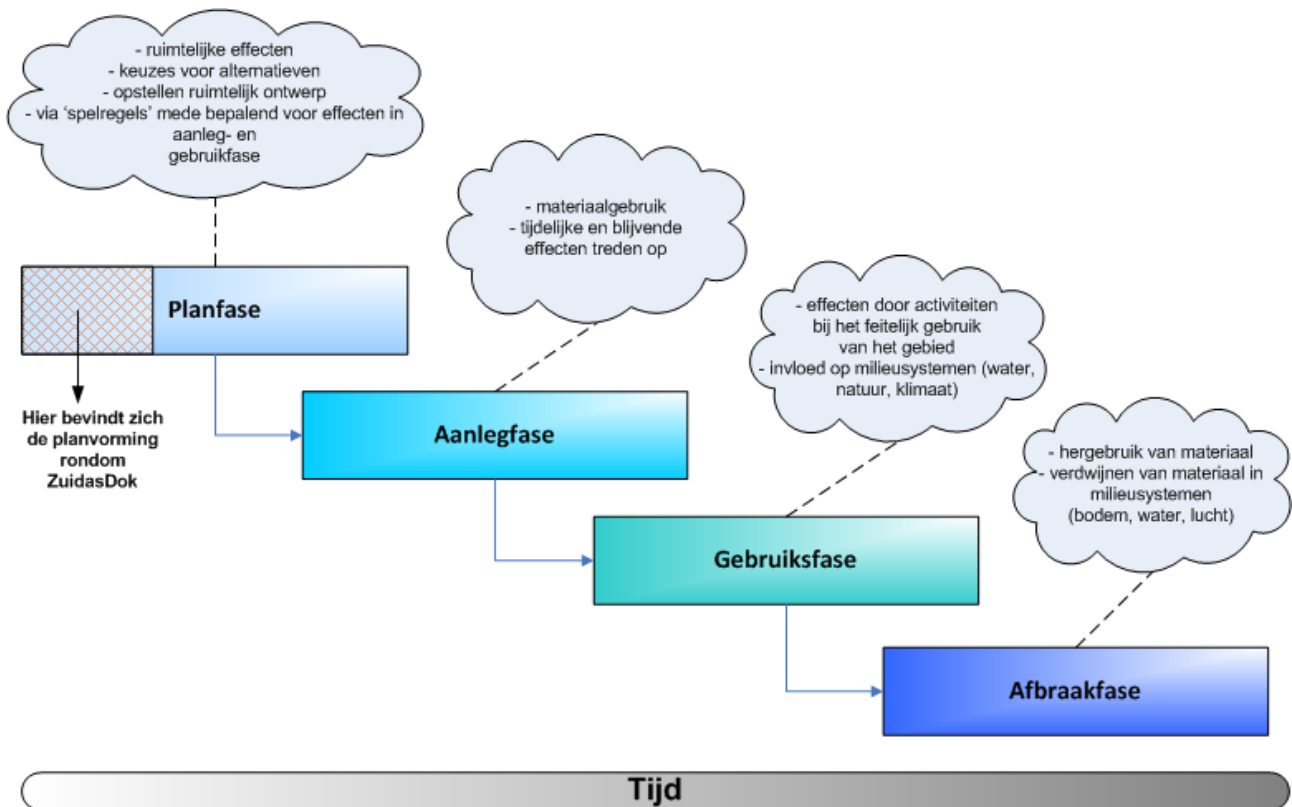 - ruimtelijke effecten
- keuzes voor alternatieven
- opstellen ruimtelijk ontwerp
- via ‘spelregels’ mede bepalend voor effecten in
aanleg- en
gebruikfase
- materiaalgebruik
- tijdelijke en blijvende
effecten treden op
Planfase
- effecten door activiteiten
bij het feitelijk gebruik
van het gebied
- invloed op milieusystemen (water,
natuur, klimaat)
Hier bevindt zich
de planvorming
rondom
ZuidasDok
Aanlegfase
- hergebruik van materiaal
- verdwijnen van materiaal in
milieusystemen
(bodem, water, lucht)
Gebruiksfase
Afbraakfase
Tijd